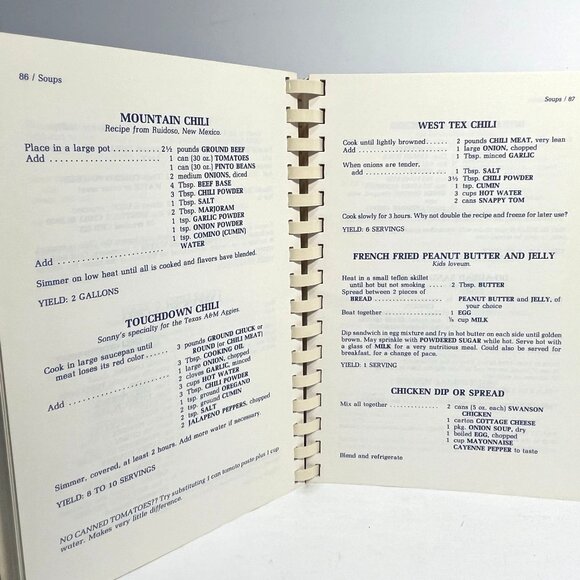 86 / Soups
MOUNTAIN CHILI
Recipe from Ruidoso, New Mexico.
Place in a large pot ........... 2½ pounds GROUND BEEF
Add ........................ 1 can (30 oz.) TOMATOES
1 can (30 oz.) PINTO BEANS
2 medium ONIONS, diced
4 Tbsp. BEEF BASE
3 Tbsp. CHILI POWDER
1 Tbsp. SALT
2 Tbsp. MARJORAM
1 tsp. GARLIC POWDER
1 tsp. ONION POWDER
1 tsp. COMINO (CUMIN)
Add ........................ WATER
Simmer on low heat until all is cooked and flavors have blended.
YIELD: 2 GALLONS
TOUCHDOWN CHILI
Sonny's specialty for the Texas A&M Aggies.
Cook in large saucepan until
meat loses its red color ........ 3 pounds GROUND CHUCK or
ROUND (or CHILI MEAT)
3 Tbsp. COOKING OIL
Add ........................ 1 large ONION, chopped
2 cloves GARLIC, minced
3 cups HOT WATER
3 Tbsp. CHILI POWDER
1 tsp. ground OREGANO
2 tsp. ground CUMIN
2 tsp. SALT
2 JALAPENO PEPPERS, chopped
Simmer, covered, at least 2 hours. Add more water if necessary.
YIELD: 8 TO 10 SERVINGS
NO CANNED TOMATOES?? Try substituting 1 can tomato paste plus 1 cup
water. Makes very little difference.
Soups / 87
WEST TEX CHILI
Cook until lightly browned ........ 2 pounds CHILI MEAT, very lean
Add ........................ 1 large ONION, chopped
1 Tbsp. minced GARLIC
When onions are tender,
add ........................ 1 Tbsp. SALT
3½ Tbsp. CHILI POWDER
1 tsp. CUMIN
3 cups HOT WATER
2 cans SNAPPY TOM
Cook slowly for 3 hours. Why not double the recipe and freeze for later use?
YIELD: 6 SERVINGS
FRENCH FRIED PEANUT BUTTER AND JELLY
Kids loveum.
Heat in a small teflon skillet
until hot but not smoking ........ 2 Tbsp. BUTTER
Spread between 2 pieces of
BREAD .................. PEANUT BUTTER and JELLY, of
your choice
Beat together .................. 1 EGG
cup MILK
Dip sandwich in egg mixture and fry in hot butter on each side until golden
brown. May sprinkle with POWDERED SUGAR while hot. Serve hot with
a glass of MILK for a very nutritious meal. Could also be served for
breakfast, for a change of pace.
YIELD: 1 SERVING
CHICKEN DIP OR SPREAD
Mix all together ................ 2 cans (5 oz. each) SWANSON
CHICKEN
1 carton COTTAGE CHEESE
1 pkg. ONION SOUP, dry
1 boiled EGG, chopped
1 cup MAYONNAISE
CAYENNE PEPPER to taste
Blend and refrigerate